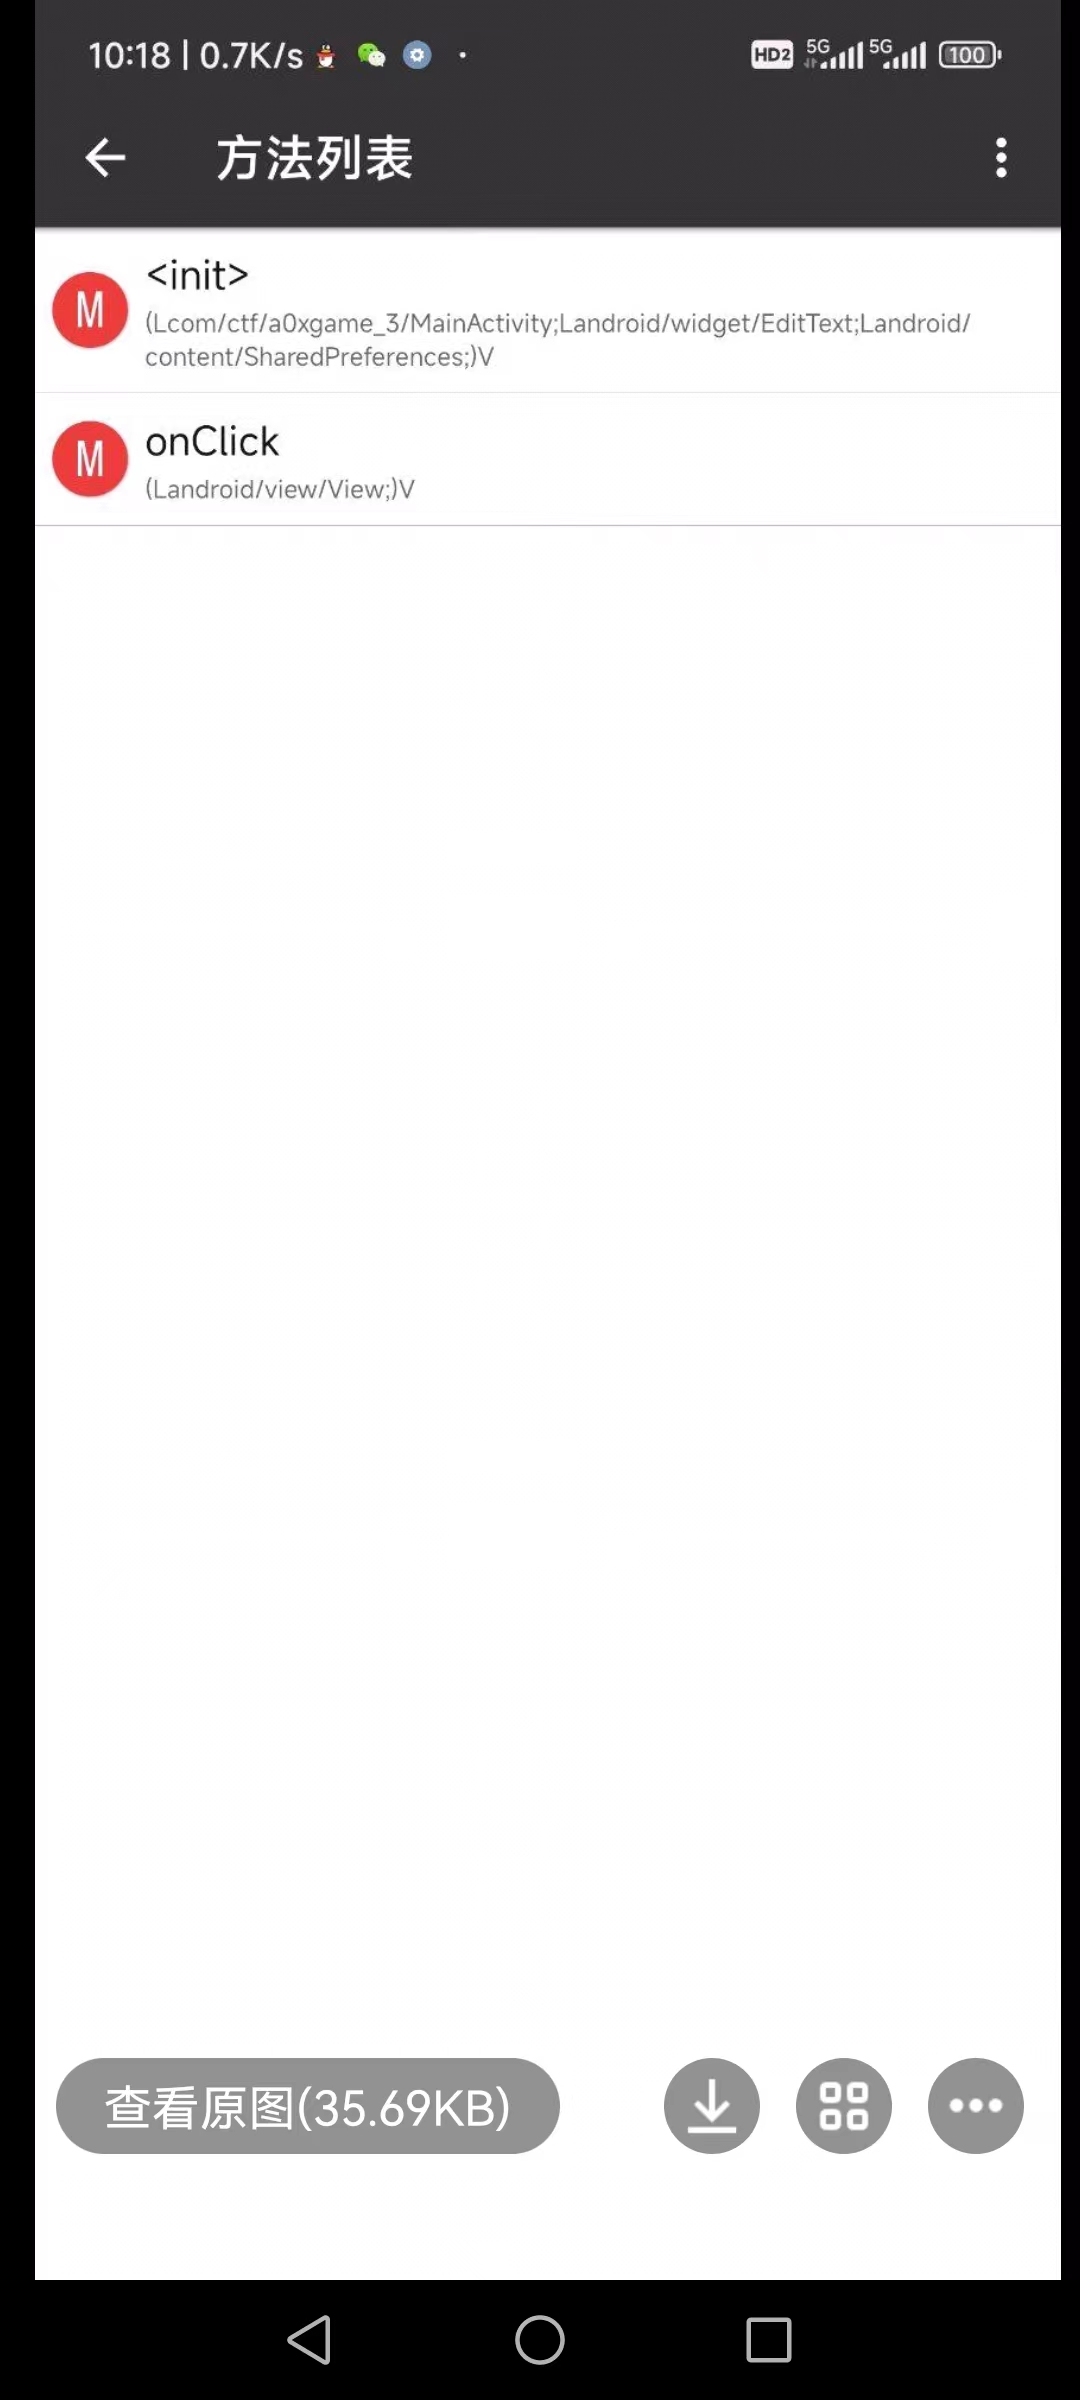 10:18 | 0.7K/s
HD2 5G 5G 100
方法列表
M
<init>
(Lcom/ctf/a0xgame_3/MainActivity;Landroid/widget/EditText;Landroid/
content/SharedPreferences;)V
M
onClick
(Landroid/view/View;)V
查看原图(35.69KB)